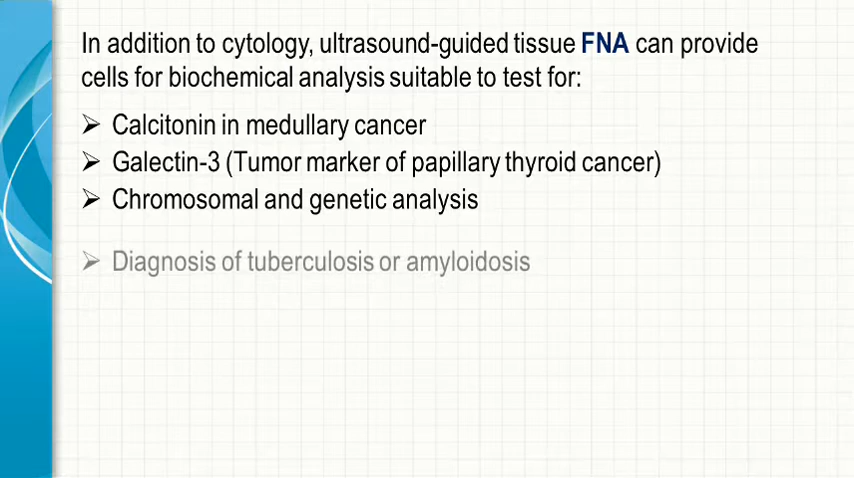 In addition to cytology, ultrasound-guided tissue FNA can provide
cells for biochemical analysis suitable to test for:
➢ Calcitonin in medullary cancer
➢ Galectin-3 (Tumor marker of papillary thyroid cancer)
➢ Chromosomal and genetic analysis
➢ Diagnosis of tuberculosis or amyloidosis